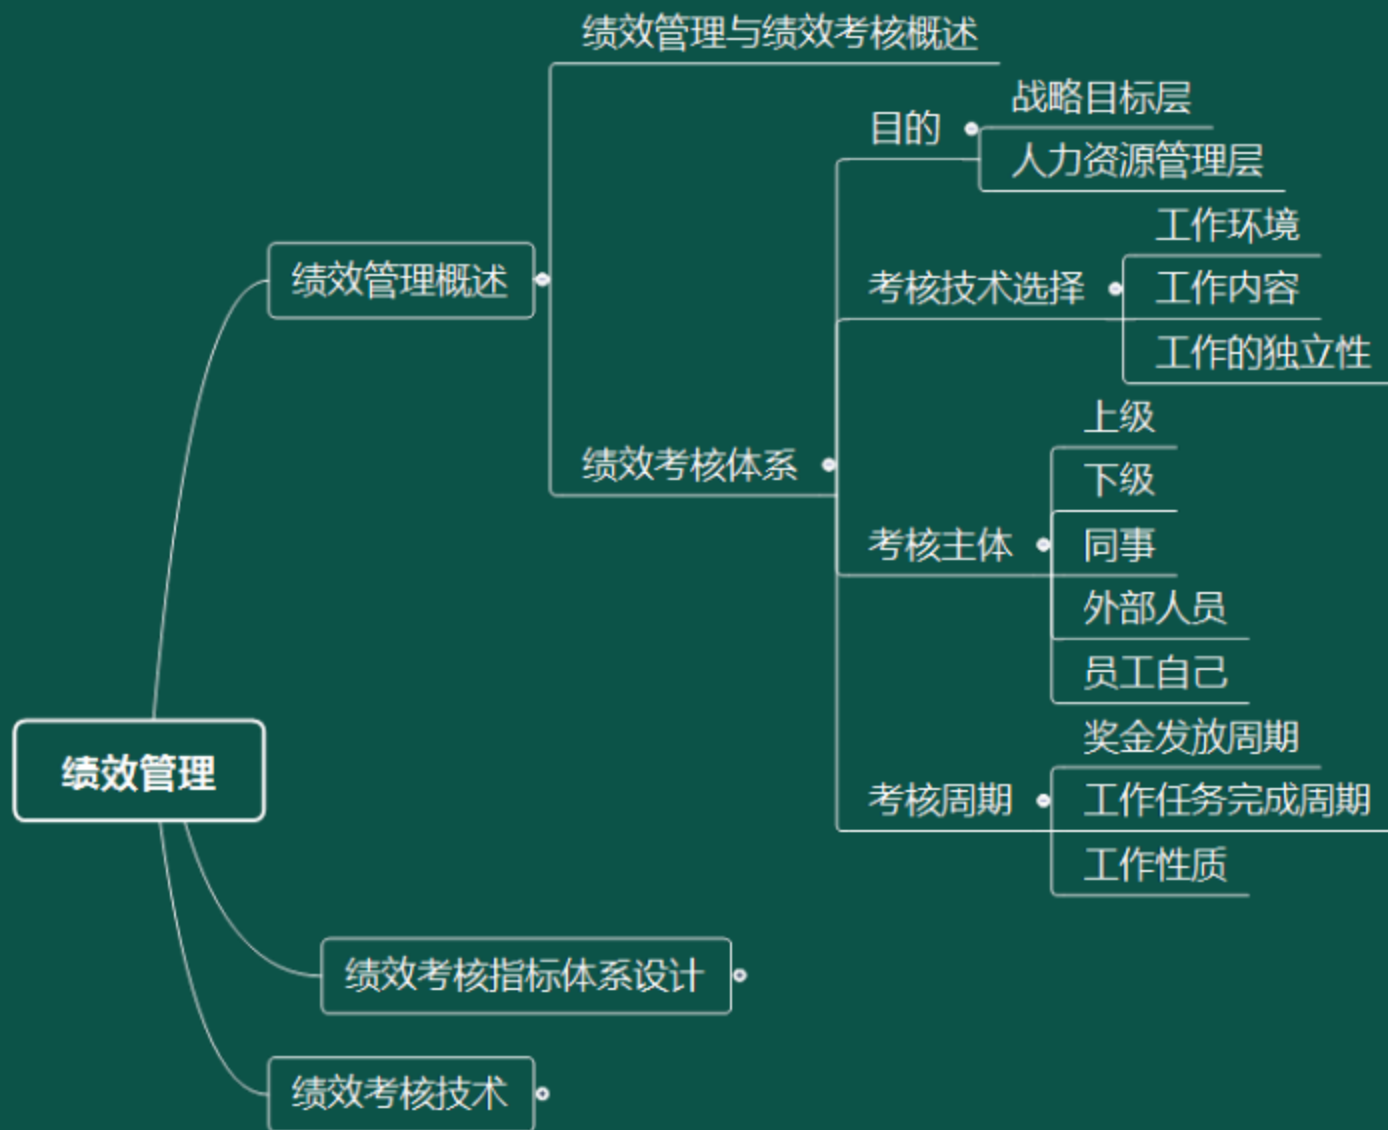 绩效管理与绩效考核概述
战略目标层
目的
人力资源管理层
工作环境
绩效管理概述
考核技术选择
工作内容
工作的独立性
上级
绩效考核体系
下级
考核主体
同事
外部人员
员工自己
奖金发放周期
绩效管理
考核周期
工作任务完成周期
工作性质
绩效考核指标体系设计
绩效考核技术